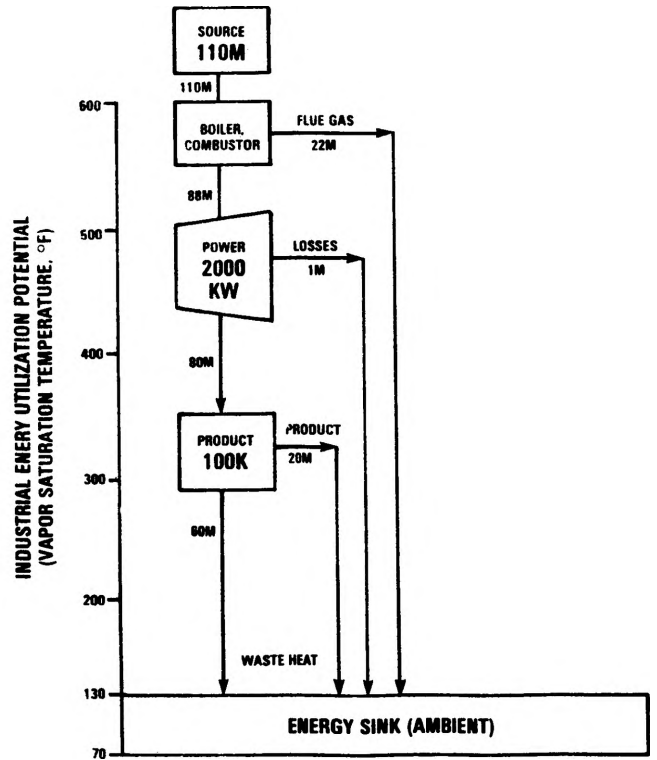 SOURCE
110M
110M
600
BOILER,
COMBUSTOR
FLUE GAS
22M
88M
500
POWER
2000
KW
LOSSES
1M
400
80M
PRODUCT
100K
PRODUCT
20M
300
60M
200
WASTE HEAT
130
ENERGY SINK (AMBIENT)
70
INDUSTRIAL ENERY UTILIZATION POTENTIAL
(VAPOR SATURATION TEMPERATURE, °F)